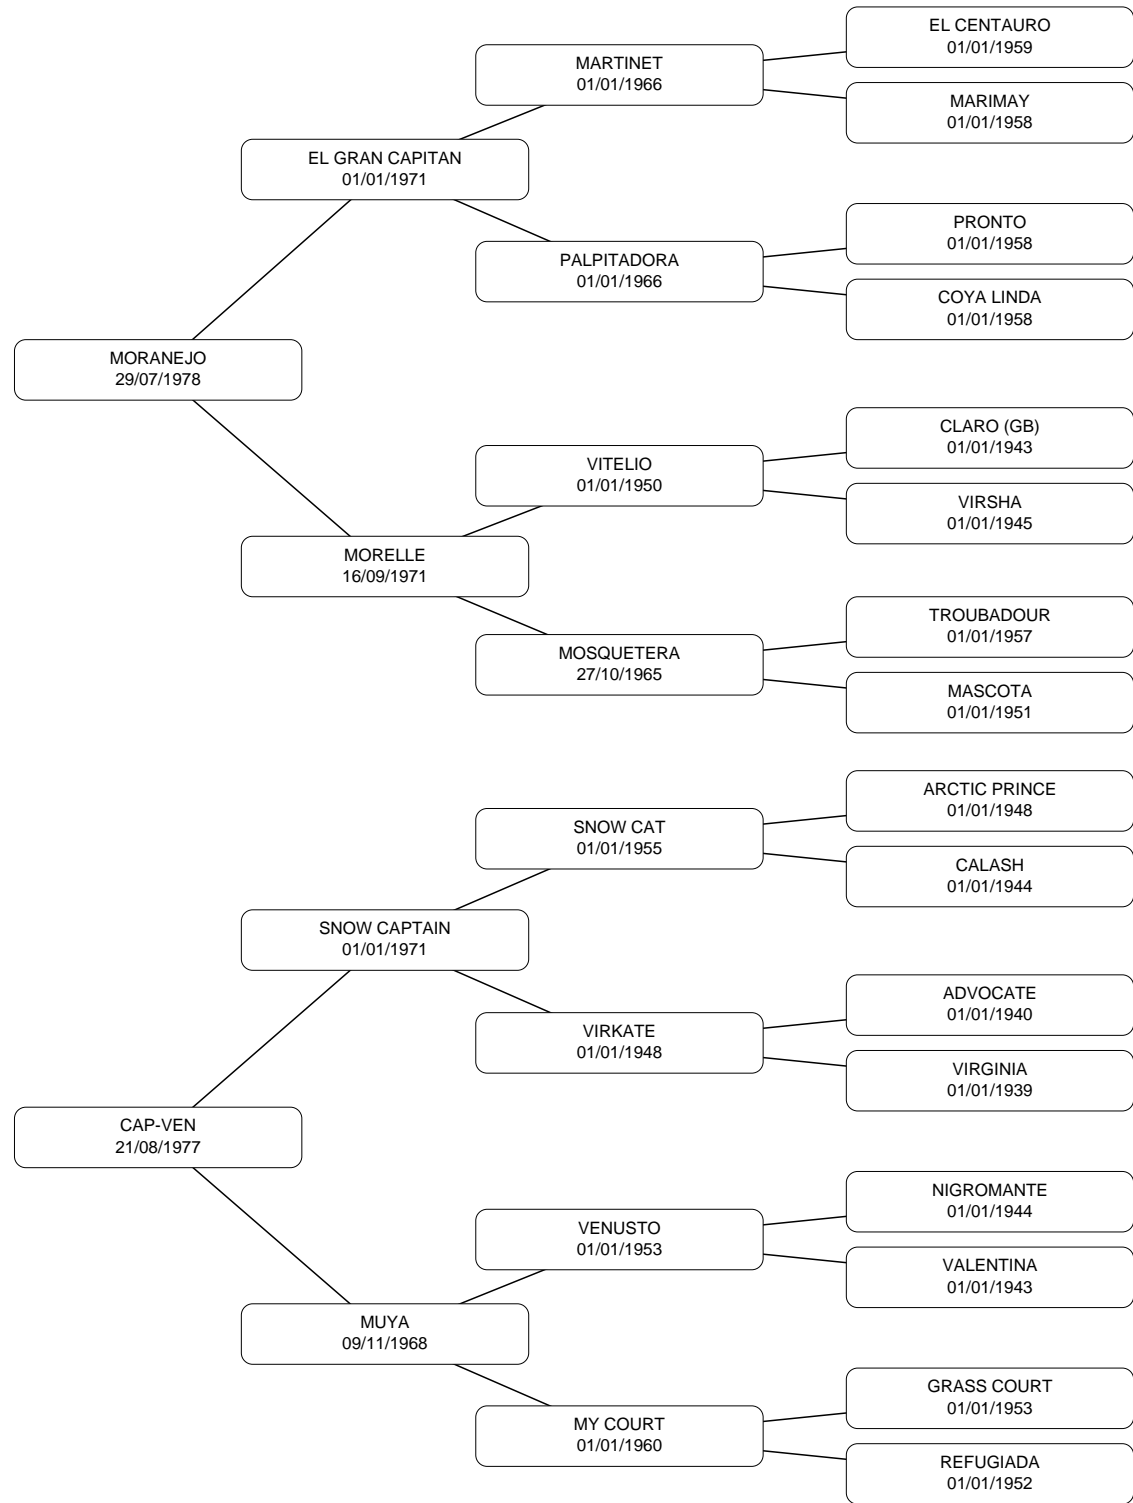 EL CENTAURO
01/01/1959
MARTINET
01/01/1966
MARIMAY
01/01/1958
EL GRAN CAPITAN
01/01/1971
PRONTO
01/01/1958
PALPITADORA
01/01/1966
COYA LINDA
01/01/1958
MORANEJO
29/07/1978
CLARO (GB)
01/01/1943
VITELIO
01/01/1950
VIRSHA
01/01/1945
MORELLE
16/09/1971
TROUBADOUR
01/01/1957
MOSQUETERA
27/10/1965
MASCOTA
01/01/1951
ARCTIC PRINCE
01/01/1948
SNOW CAT
01/01/1955
CALASH
01/01/1944
SNOW CAPTAIN
01/01/1971
ADVOCATE
01/01/1940
VIRKATE
01/01/1948
VIRGINIA
01/01/1939
CAP-VEN
21/08/1977
NIGROMANTE
01/01/1944
VENUSTO
01/01/1953
VALENTINA
01/01/1943
MUYA
09/11/1968
GRASS COURT
01/01/1953
MY COURT
01/01/1960
REFUGIADA
01/01/1952